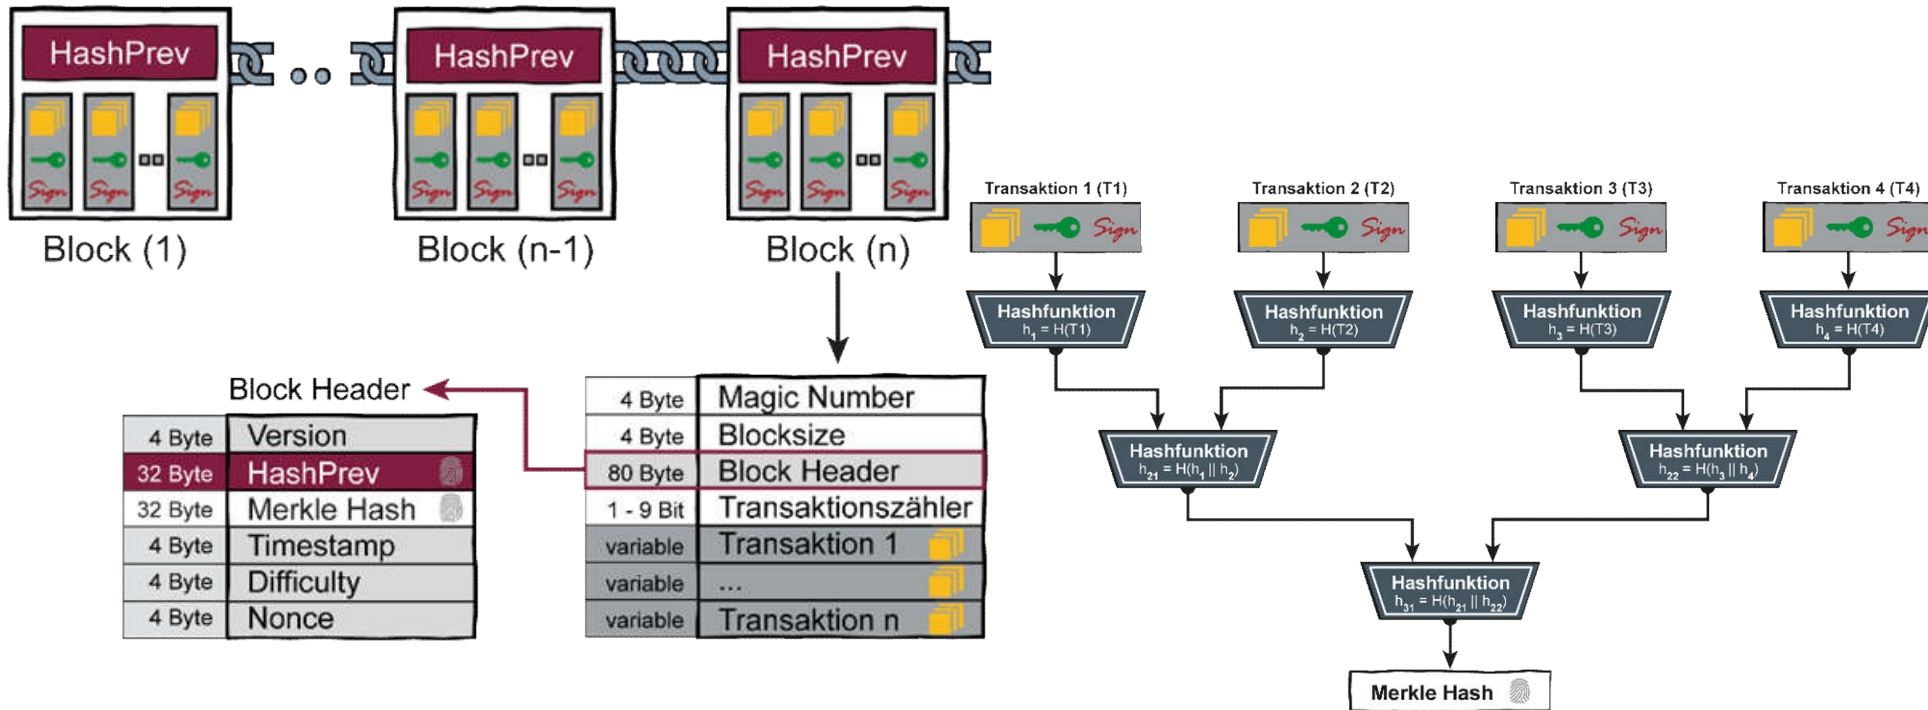 HashPrev
HashPrev
HashPrev
Sign Sign Sign
Sign Sign Sign
Sign Sign Sign
Block (1)
Block (n-1)
Block (n)
Block Header
4 Byte Version
32 Byte HashPrev
32 Byte Merkle Hash
4 Byte Timestamp
4 Byte Difficulty
4 Byte Nonce
4 Byte Magic Number
4 Byte Blocksize
80 Byte Block Header
1 - 9 Bit Transaktionszähler
variable Transaktion 1
variable ...
variable Transaktion n
Transaktion 1 (T1)
Transaktion 2 (T2)
Transaktion 3 (T3)
Transaktion 4 (T4)
Sign
Sign
Sign
Sign
Hashfunktion
h1 = H(T1)
Hashfunktion
h2 = H(T2)
Hashfunktion
h3 = H(T3)
Hashfunktion
h4 = H(T4)
Hashfunktion
h21 = H(h1 || h2)
Hashfunktion
h22 = H(h3 || h4)
Hashfunktion
h31 = H(h21 || h22)
Merkle Hash